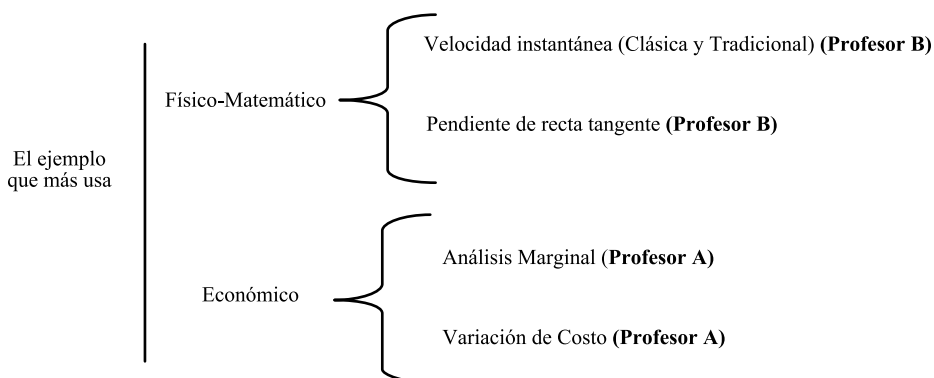 Velocidad instantánea (Clásica y Tradicional) (Profesor B)
Físico-Matemático
Pendiente de recta tangente (Profesor B)
El ejemplo
que más usa
Análisis Marginal (Profesor A)
Económico
Variación de Costo (Profesor A)